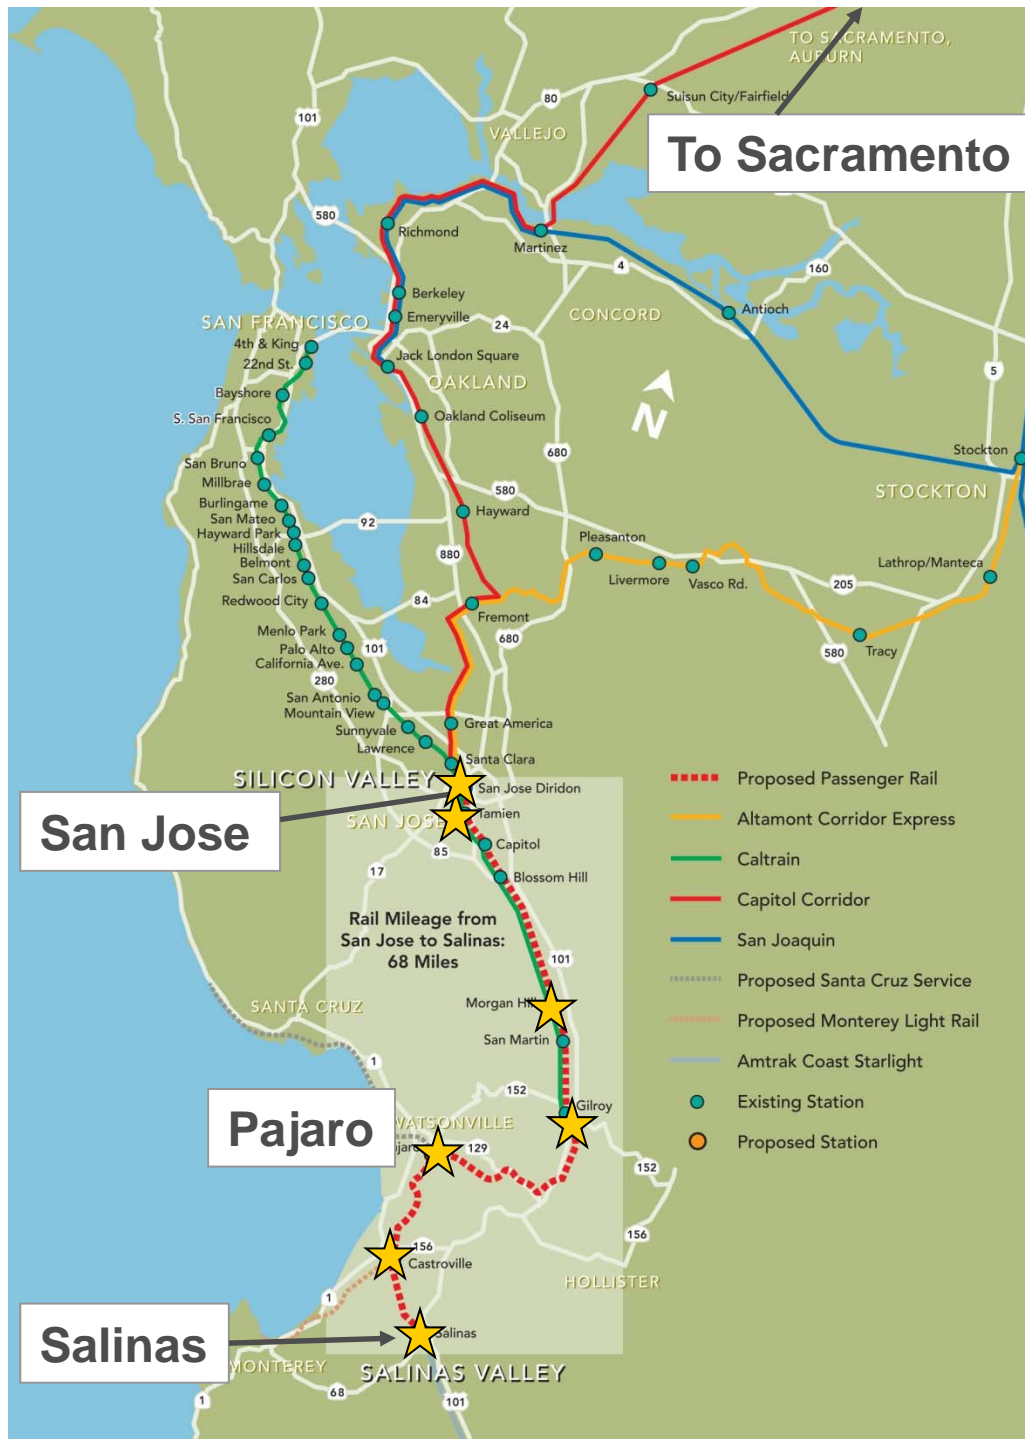 TO SACRAMENTO,
AUBURN
Suisun City/Fairfield
80
101
VALLEJO
To Sacramento
580
Richmond
Martinez
4
160
Berkeley
Antioch
Emeryville
CONCORD
SAN FRANCISCO
24
4th & King
22nd St.
Jack London Square
OAKLAND
5
Bayshore
N
S. San Francisco
Oakland Coliseum
680
Stockton
San Bruno
Millbrae
580
STOCKTON
Burlingame
Hayward
San Mateo
92
Hayward Park
Pleasanton
Hillsdale
880
Belmont
Livermore
Vasco Rd.
Lathrop/Manteca
San Carlos
205
Redwood City
84
Fremont
Menlo Park
680
Palo Alto
101
580
Tracy
California Ave.
280
San Antonio
Mountain View
Great America
Sunnyvale
Lawrence
Santa Clara
SILICON VALLEY
San Jose Diridon
San Jose
SAN JOSE
Tamien
85
Capitol
17
Blossom Hill
Rail Mileage from
San Jose to Salinas:
68 Miles
101
Proposed Passenger Rail
Altamont Corridor Express
Caltrain
Capitol Corridor
San Joaquin
Proposed Santa Cruz Service
Proposed Monterey Light Rail
Amtrak Coast Starlight
Existing Station
Proposed Station
SANTA CRUZ
Morgan Hill
San Martin
1
152
Gilroy
Pajaro
WATSONVILLE
129
152
156
156
Castroville
HOLLISTER
1
Salinas
Salinas
MONTEREY
SALINAS VALLEY
68
1
101